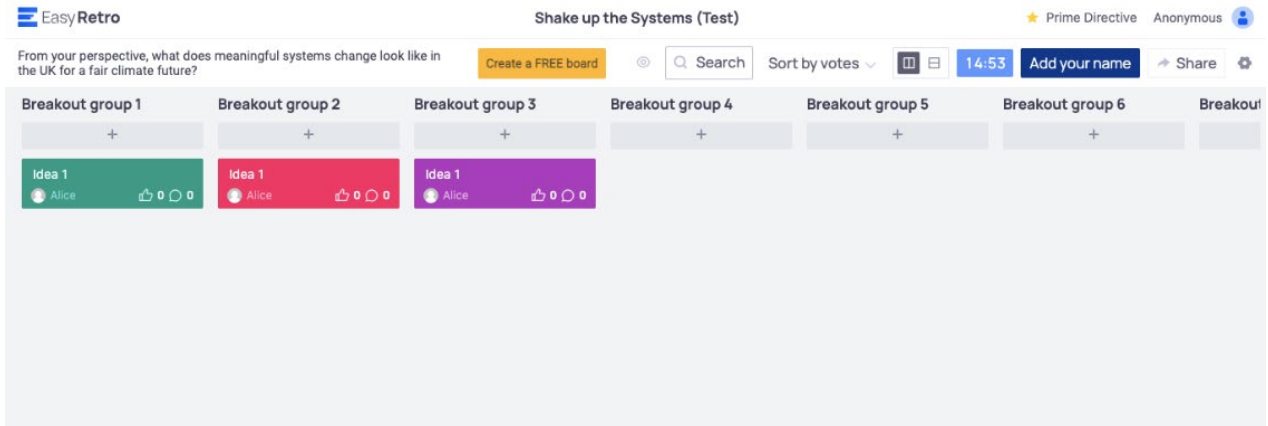 EasyRetro
Shake up the Systems (Test)
Prime Directive
Anonymous
From your perspective, what does meaningful systems change look like in
the UK for a fair climate future?
Create a FREE board
Search
Sort by votes
14:53
Add your name
Share
Breakout group 1
Breakout group 2
Breakout group 3
Breakout group 4
Breakout group 5
Breakout group 6
Breakout
+
+
+
+
+
+
Idea 1
Alice
0
0
Idea 1
Alice
0
0
Idea 1
Alice
0
0